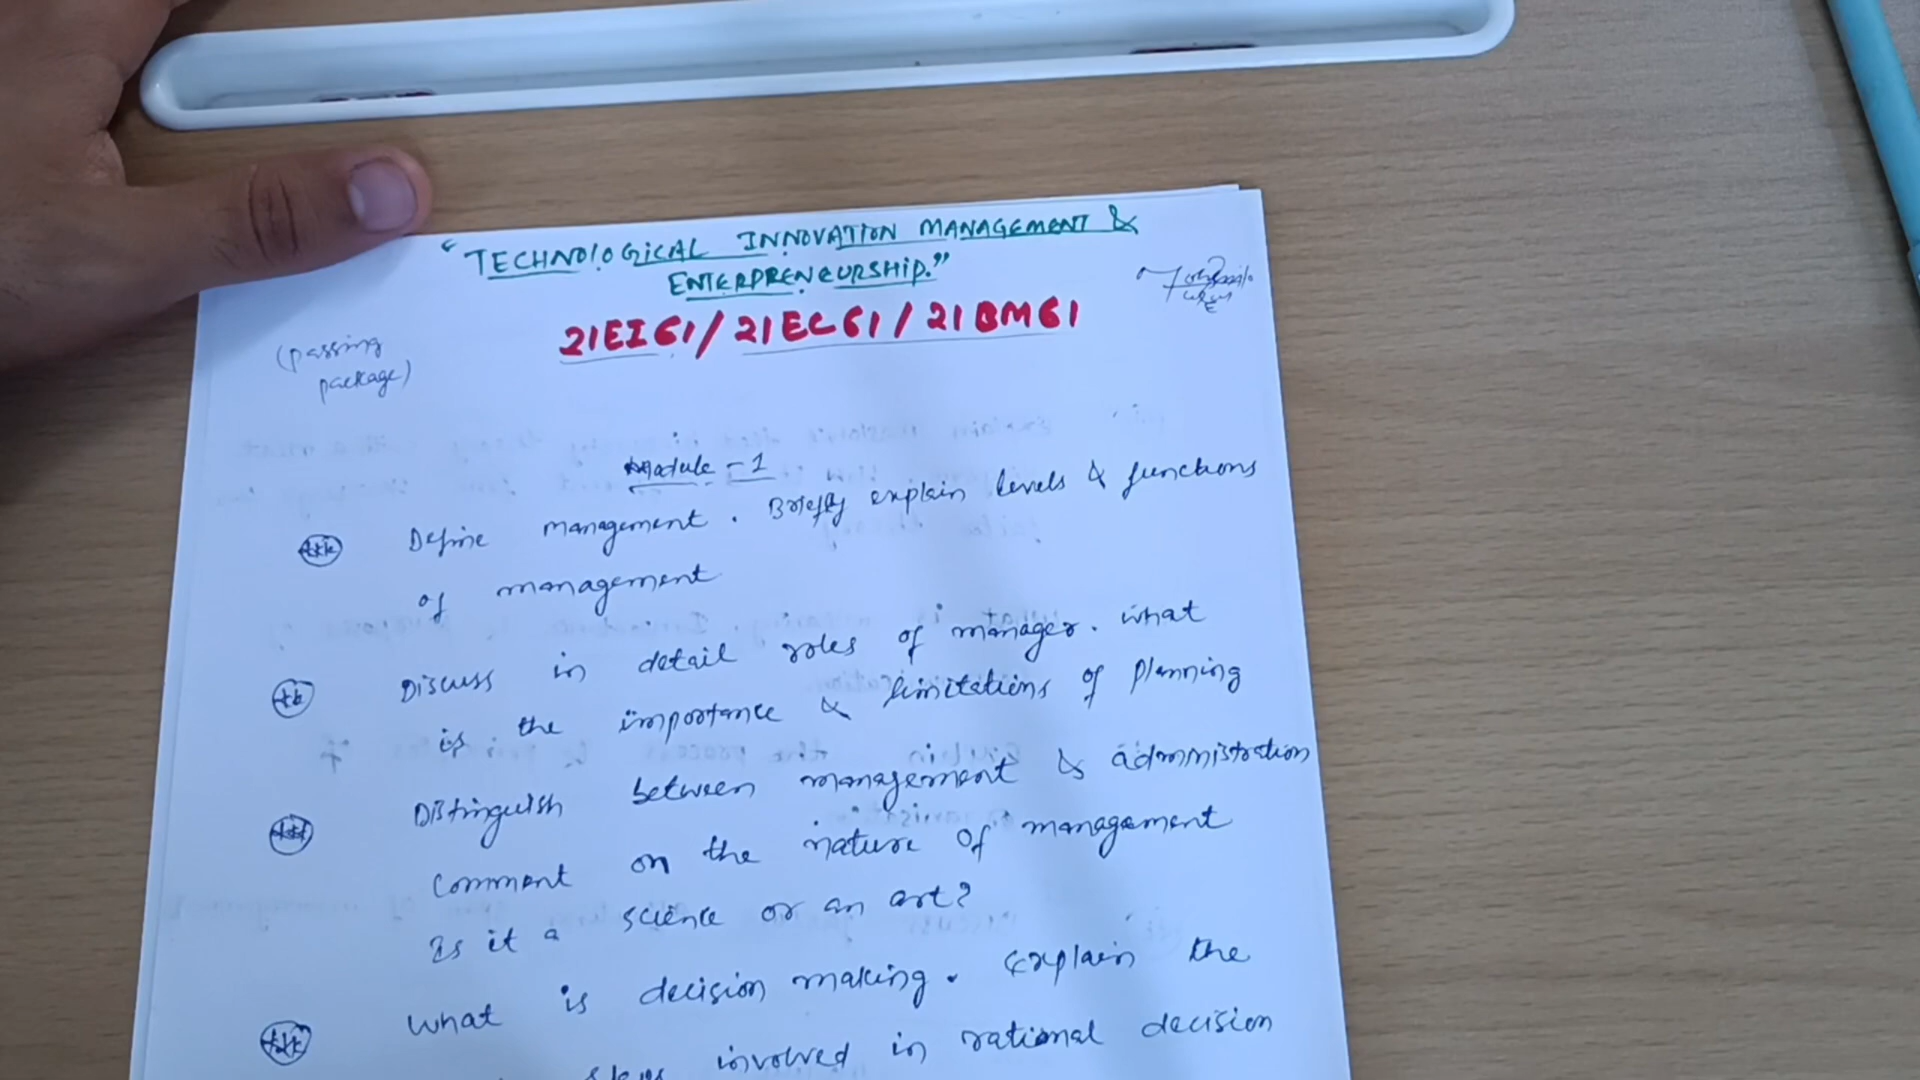 "TECHNOLOGICAL INNOVATION MANAGEMENT &
ENTERPRENEURSHIP."
21EI61/21EC61/21BM61
(passing
package)
Module - 1
Define management. Briefly explain levels & functions
of management
Discuss in detail roles of manager. What
is the importance & limitations of planning
Distinguish between management & administration
comment on the nature of management
Is it a science or an art?
What is decision making. Explain the
steps involved in rational decision